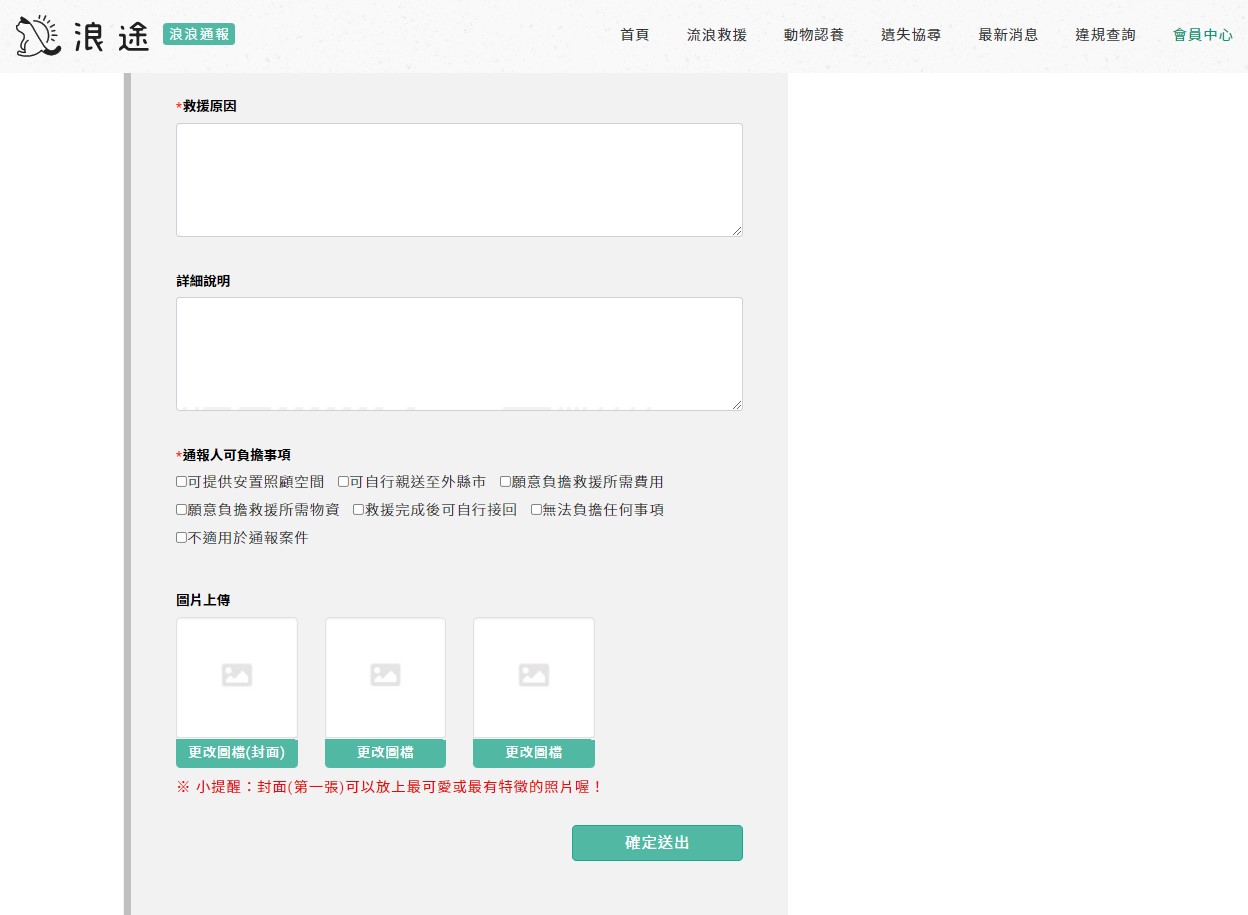 浪途 浪浪通報 首頁 流浪救援 動物認養 遺失協尋 最新消息 違規查詢 會員中心
*救援原因
詳細說明
*通報人可負擔事項
可提供安置照顧空間 可自行親送至外縣市 願意負擔救援所需費用
願意負擔救援所需物資 救援完成後可自行接回 無法負擔任何事項
不適用於通報案件
圖片上傳
更改圖檔(封面) 更改圖檔 更改圖檔
※ 小提醒：封面(第一張)可以放上最可愛或最有特徵的照片喔！
確定送出